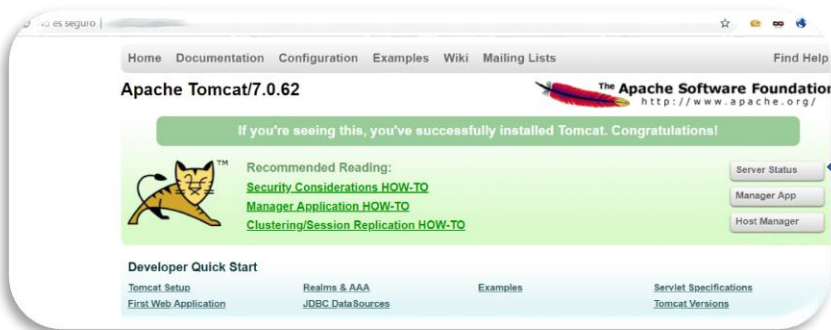 No es seguro
Home Documentation Configuration Examples Wiki Mailing Lists Find Help
Apache Tomcat/7.0.62
The Apache Software Foundation
http://www.apache.org/
If you're seeing this, you've successfully installed Tomcat. Congratulations!
TM
Recommended Reading:
Security Considerations HOW-TO
Manager Application HOW-TO
Clustering/Session Replication HOW-TO
Server Status
Manager App
Host Manager
Developer Quick Start
Tomcat Setup Realms & AAA Examples Servlet Specifications
First Web Application JDBC DataSources Tomcat Versions